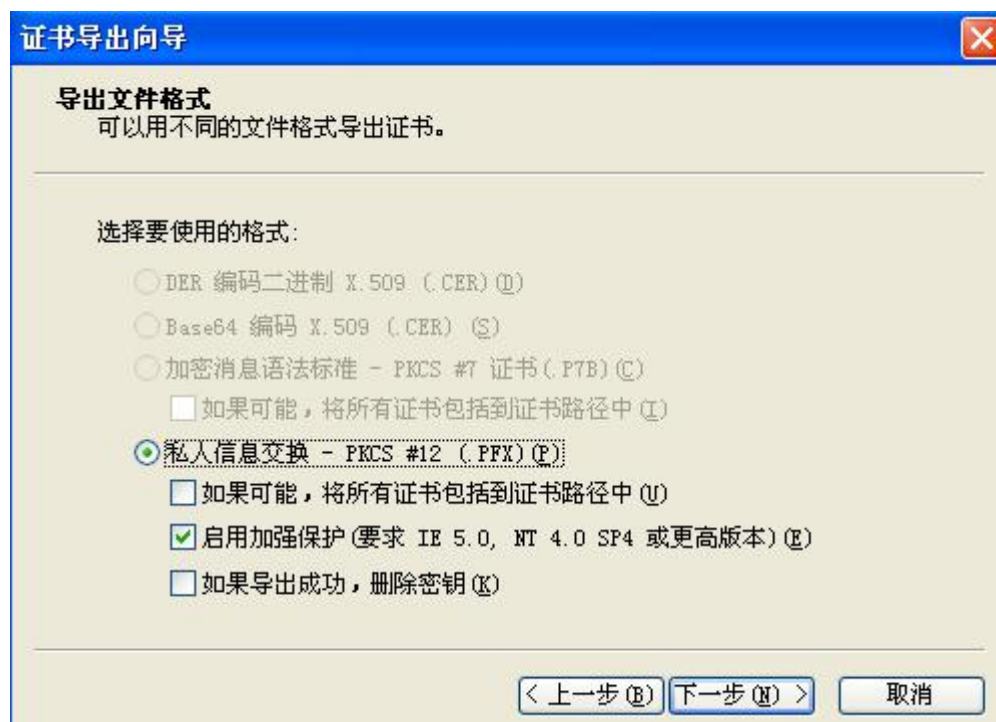 证书导出向导
导出文件格式
可以用不同的文件格式导出证书。
选择要使用的格式:
DER 编码二进制 X.509 (.CER)(D)
Base64 编码 X.509 (.CER) (S)
加密消息语法标准 - PKCS #7 证书(.P7B)(C)
如果可能,将所有证书包括到证书路径中(I)
私人信息交换 - PKCS #12 (.PFX)(P)
如果可能,将所有证书包括到证书路径中(U)
启用加强保护(要求 IE 5.0, NT 4.0 SP4 或更高版本)(E)
如果导出成功,删除密钥(K)
< 上一步(B) 下一步(N) > 取消